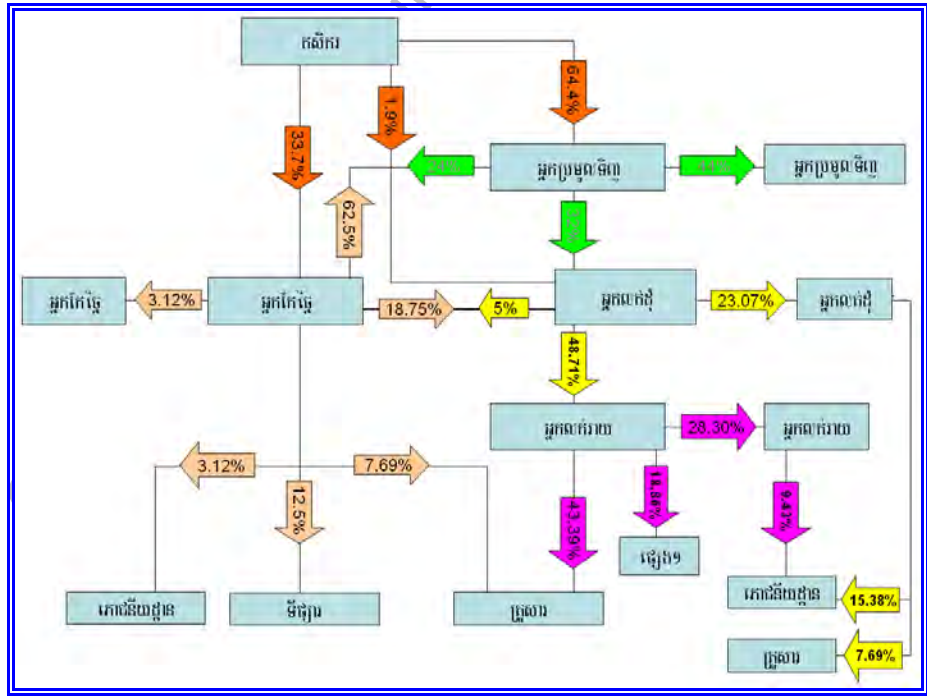 កសិករ
64.4%
1.9%
33.7%
អ្នកប្រមូលទិញ
អ្នកប្រមូលទិញ
62.5%
អ្នកកែច្នៃ
3.12%
អ្នកកែច្នៃ
18.75%
5%
អ្នកលក់ដុំ
23.07%
អ្នកលក់ដុំ
48.71%
អ្នកលក់រាយ
28.30%
អ្នកលក់រាយ
3.12%
12.5%
7.69%
43.39%
18.86%
9.43%
ផ្សេងៗ
ភោជនីយដ្ឋាន
ទីផ្សារ
គ្រួសារ
ភោជនីយដ្ឋាន
15.38%
គ្រួសារ
7.69%